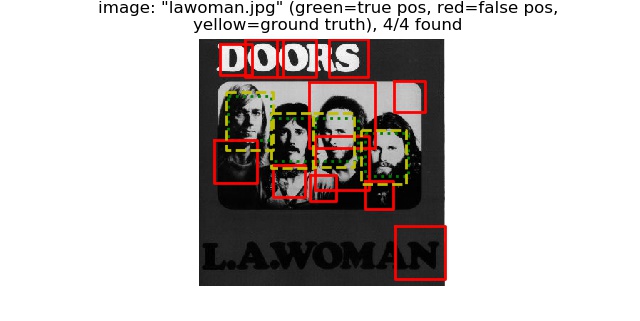 image: "lawoman.jpg" (green=true pos, red=false pos,
yellow=ground truth), 4/4 found
DOORS
L.A.WOMAN